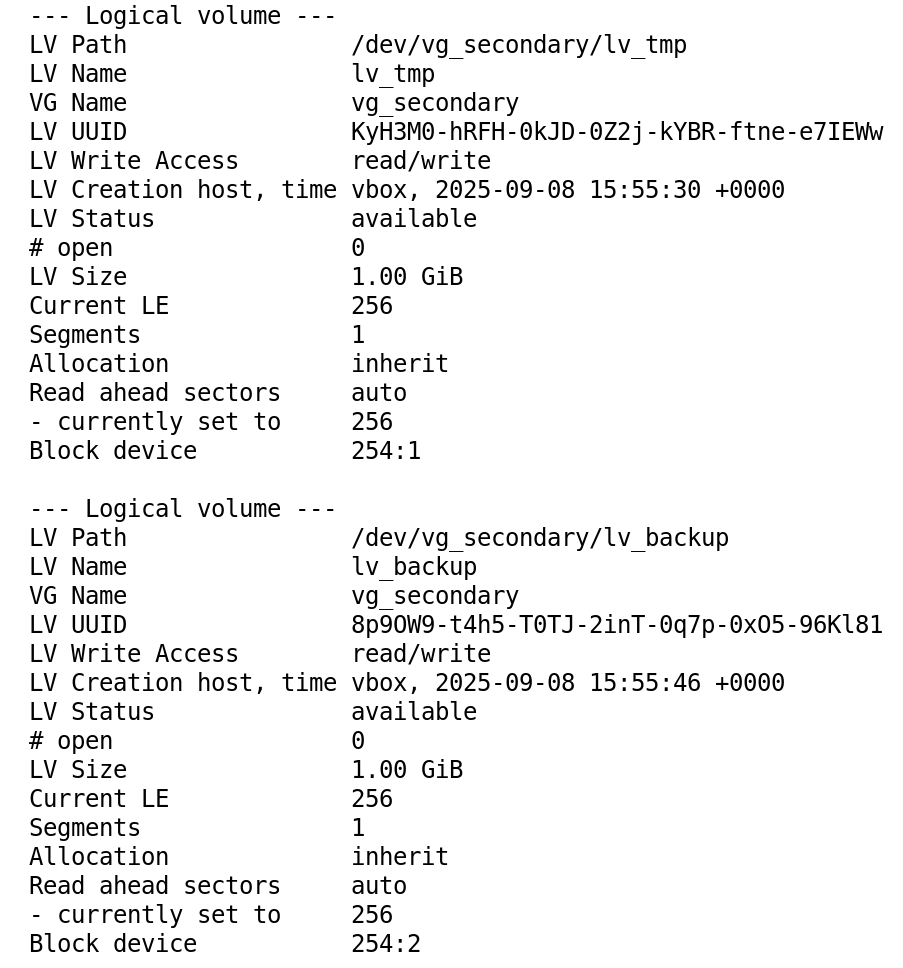 --- Logical volume ---
LV Path                /dev/vg_secondary/lv_tmp
LV Name                lv_tmp
VG Name                vg_secondary
LV UUID                KyH3M0-hRFH-0kJD-0Z2j-kYBR-ftne-e7IEWw
LV Write Access        read/write
LV Creation host, time vbox, 2025-09-08 15:55:30 +0000
LV Status              available
# open                 0
LV Size                1.00 GiB
Current LE             256
Segments               1
Allocation             inherit
Read ahead sectors     auto
- currently set to     256
Block device           254:1

--- Logical volume ---
LV Path                /dev/vg_secondary/lv_backup
LV Name                lv_backup
VG Name                vg_secondary
LV UUID                8p9OW9-t4h5-T0TJ-2inT-0q7p-0xO5-96Kl81
LV Write Access        read/write
LV Creation host, time vbox, 2025-09-08 15:55:46 +0000
LV Status              available
# open                 0
LV Size                1.00 GiB
Current LE             256
Segments               1
Allocation             inherit
Read ahead sectors     auto
- currently set to     256
Block device           254:2